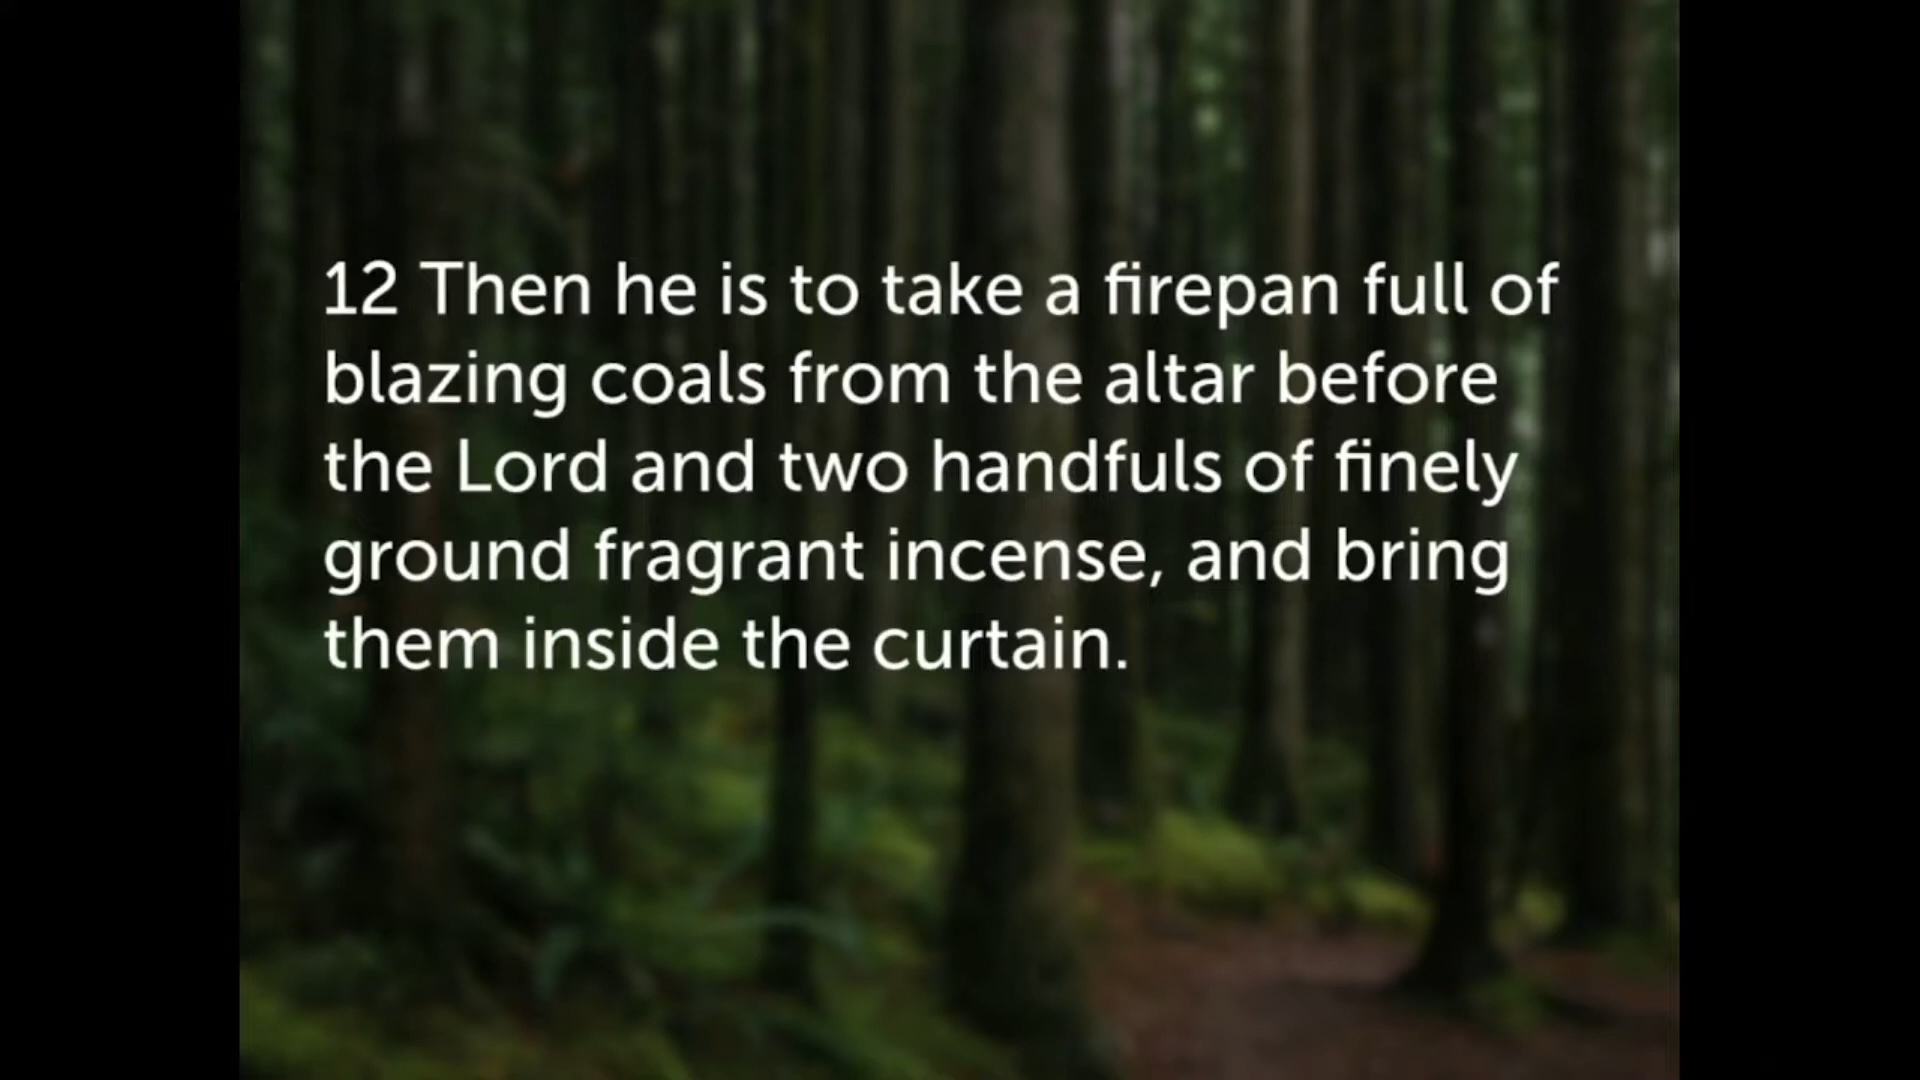 12 Then he is to take a firepan full of
blazing coals from the altar before
the Lord and two handfuls of finely
ground fragrant incense, and bring
them inside the curtain.